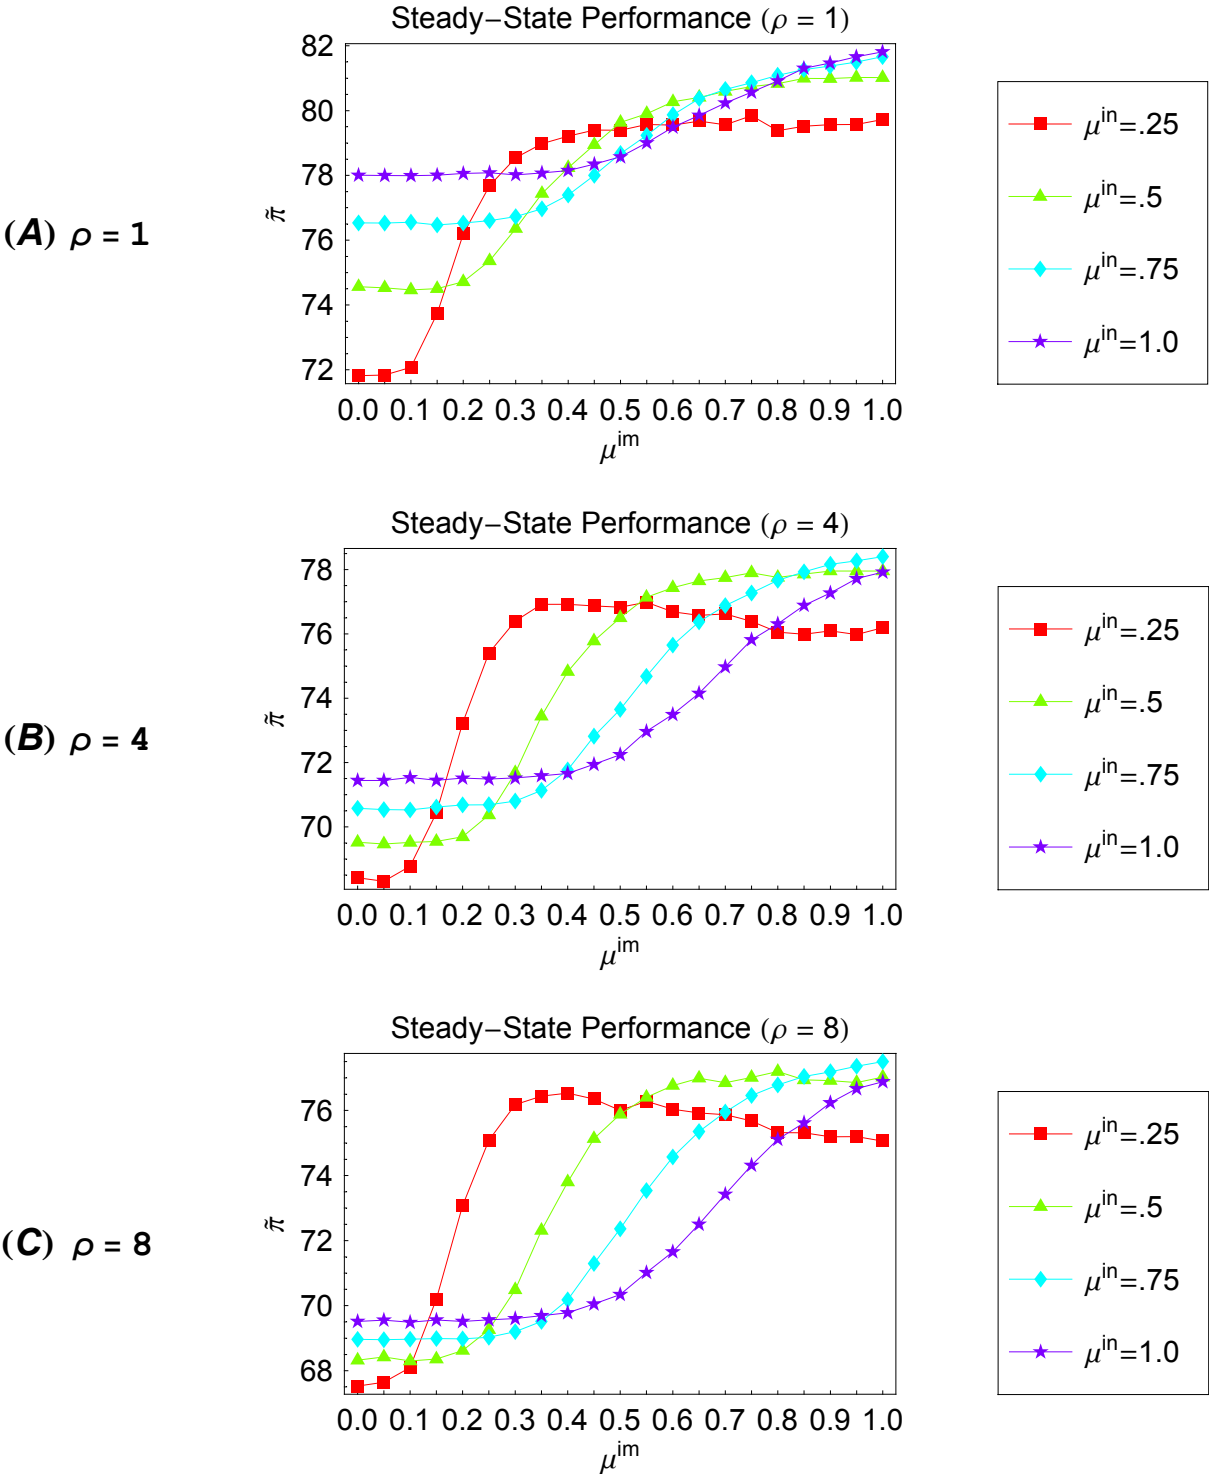 Steady−State Performance (ρ = 1)
(A) ρ = 1
π̃
82
80
78
76
74
72
0.0 0.1 0.2 0.3 0.4 0.5 0.6 0.7 0.8 0.9 1.0
μ^im
μ^in=.25
μ^in=.5
μ^in=.75
μ^in=1.0
Steady−State Performance (ρ = 4)
(B) ρ = 4
π̃
78
76
74
72
70
0.0 0.1 0.2 0.3 0.4 0.5 0.6 0.7 0.8 0.9 1.0
μ^im
μ^in=.25
μ^in=.5
μ^in=.75
μ^in=1.0
Steady−State Performance (ρ = 8)
(C) ρ = 8
π̃
76
74
72
70
68
0.0 0.1 0.2 0.3 0.4 0.5 0.6 0.7 0.8 0.9 1.0
μ^im
μ^in=.25
μ^in=.5
μ^in=.75
μ^in=1.0